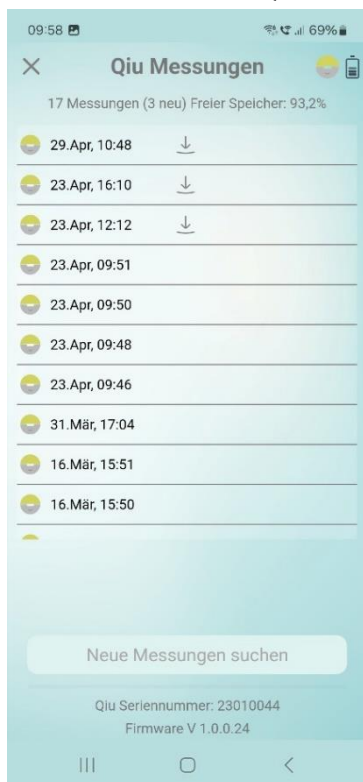 09:58 69%
Qiu Messungen
17 Messungen (3 neu) Freier Speicher: 93,2%
29.Apr, 10:48
23.Apr, 16:10
23.Apr, 12:12
23.Apr, 09:51
23.Apr, 09:50
23.Apr, 09:48
23.Apr, 09:46
31.Mär, 17:04
16.Mär, 15:51
16.Mär, 15:50
Neue Messungen suchen
Qiu Seriennummer: 23010044
Firmware V 1.0.0.24